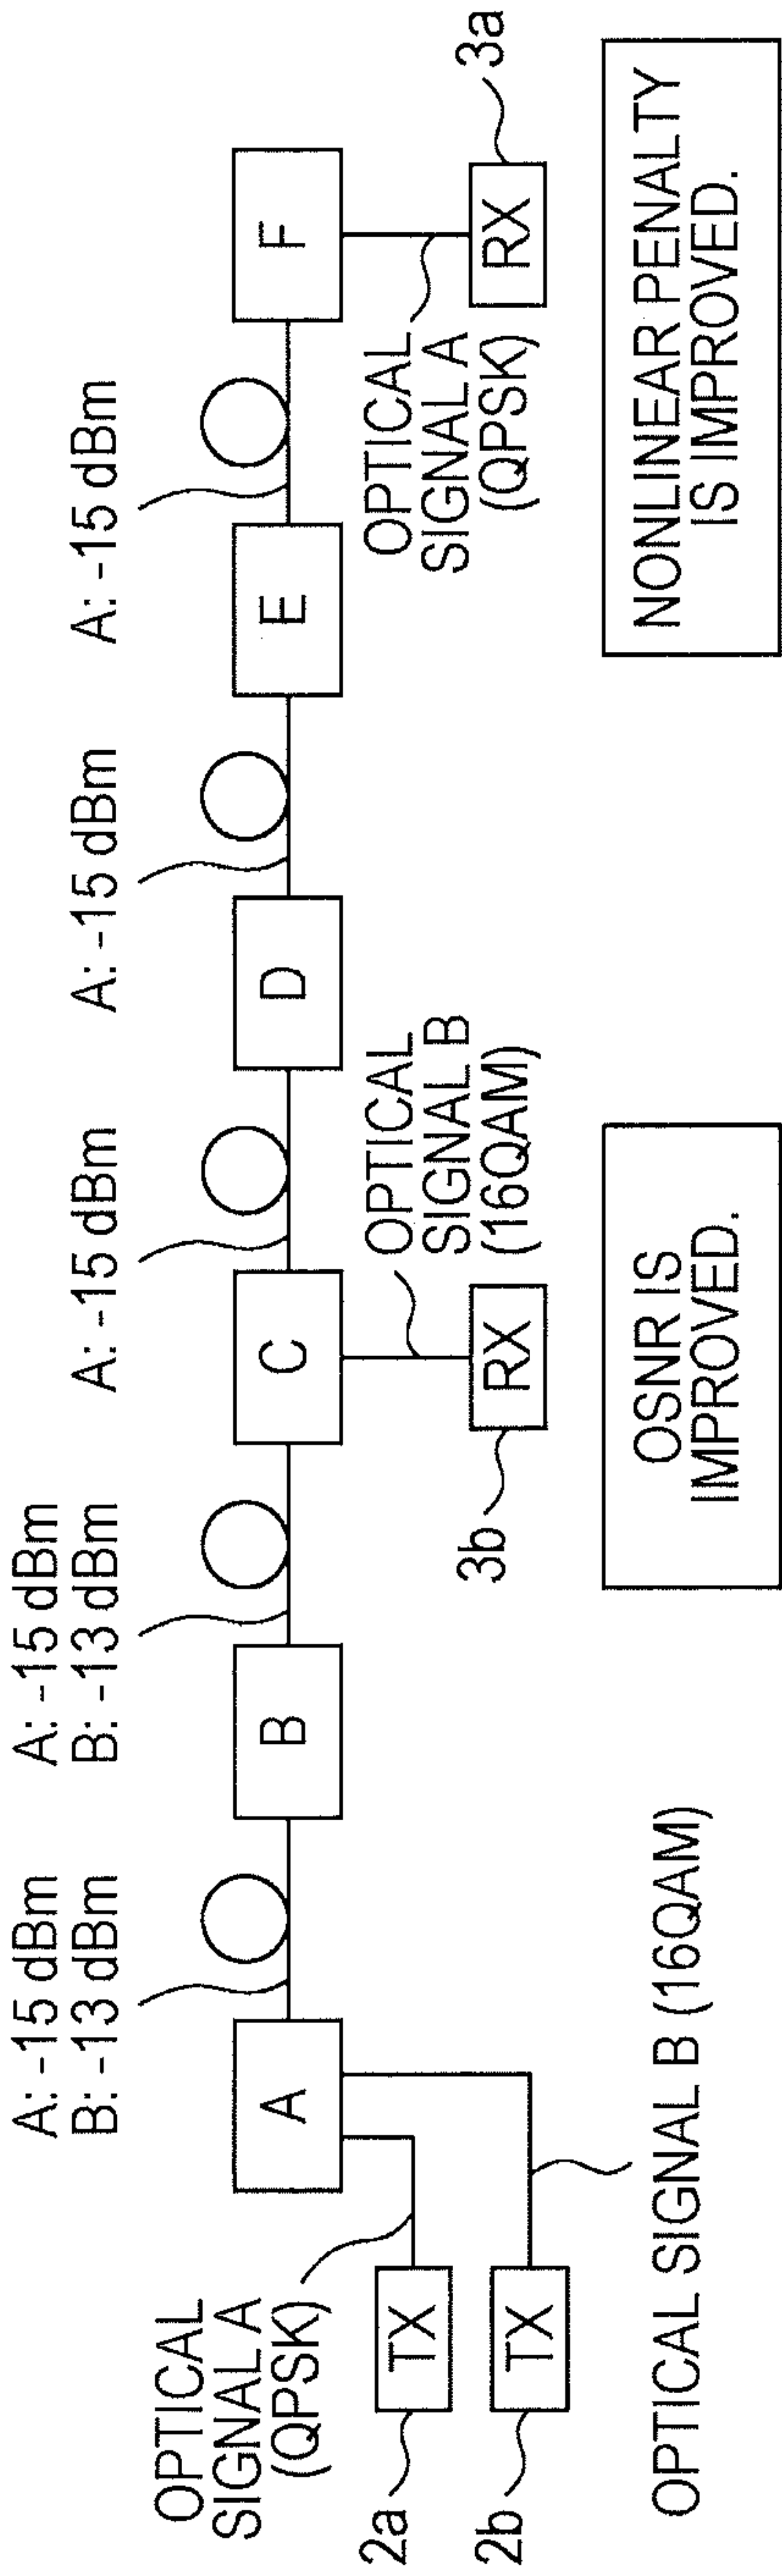 A: -15 dBm
B: -13 dBm
A: -15 dBm
B: -13 dBm
A: -15 dBm
A: -15 dBm
A: -15 dBm
A
B
C
D
E
F
OPTICAL
SIGNAL A
(QPSK)
2a
TX
2b
TX
OPTICAL SIGNAL B (16QAM)
OPTICAL
SIGNAL B
(16QAM)
RX
3b
OPTICAL
SIGNAL A
(QPSK)
RX
3a
OSNR IS
IMPROVED.
NONLINEAR PENALTY
IS IMPROVED.